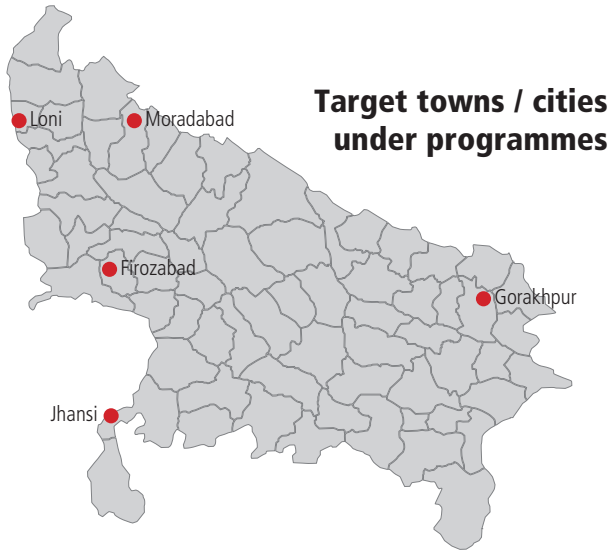 Target towns / cities
under programmes
Loni
Moradabad
Firozabad
Gorakhpur
Jhansi